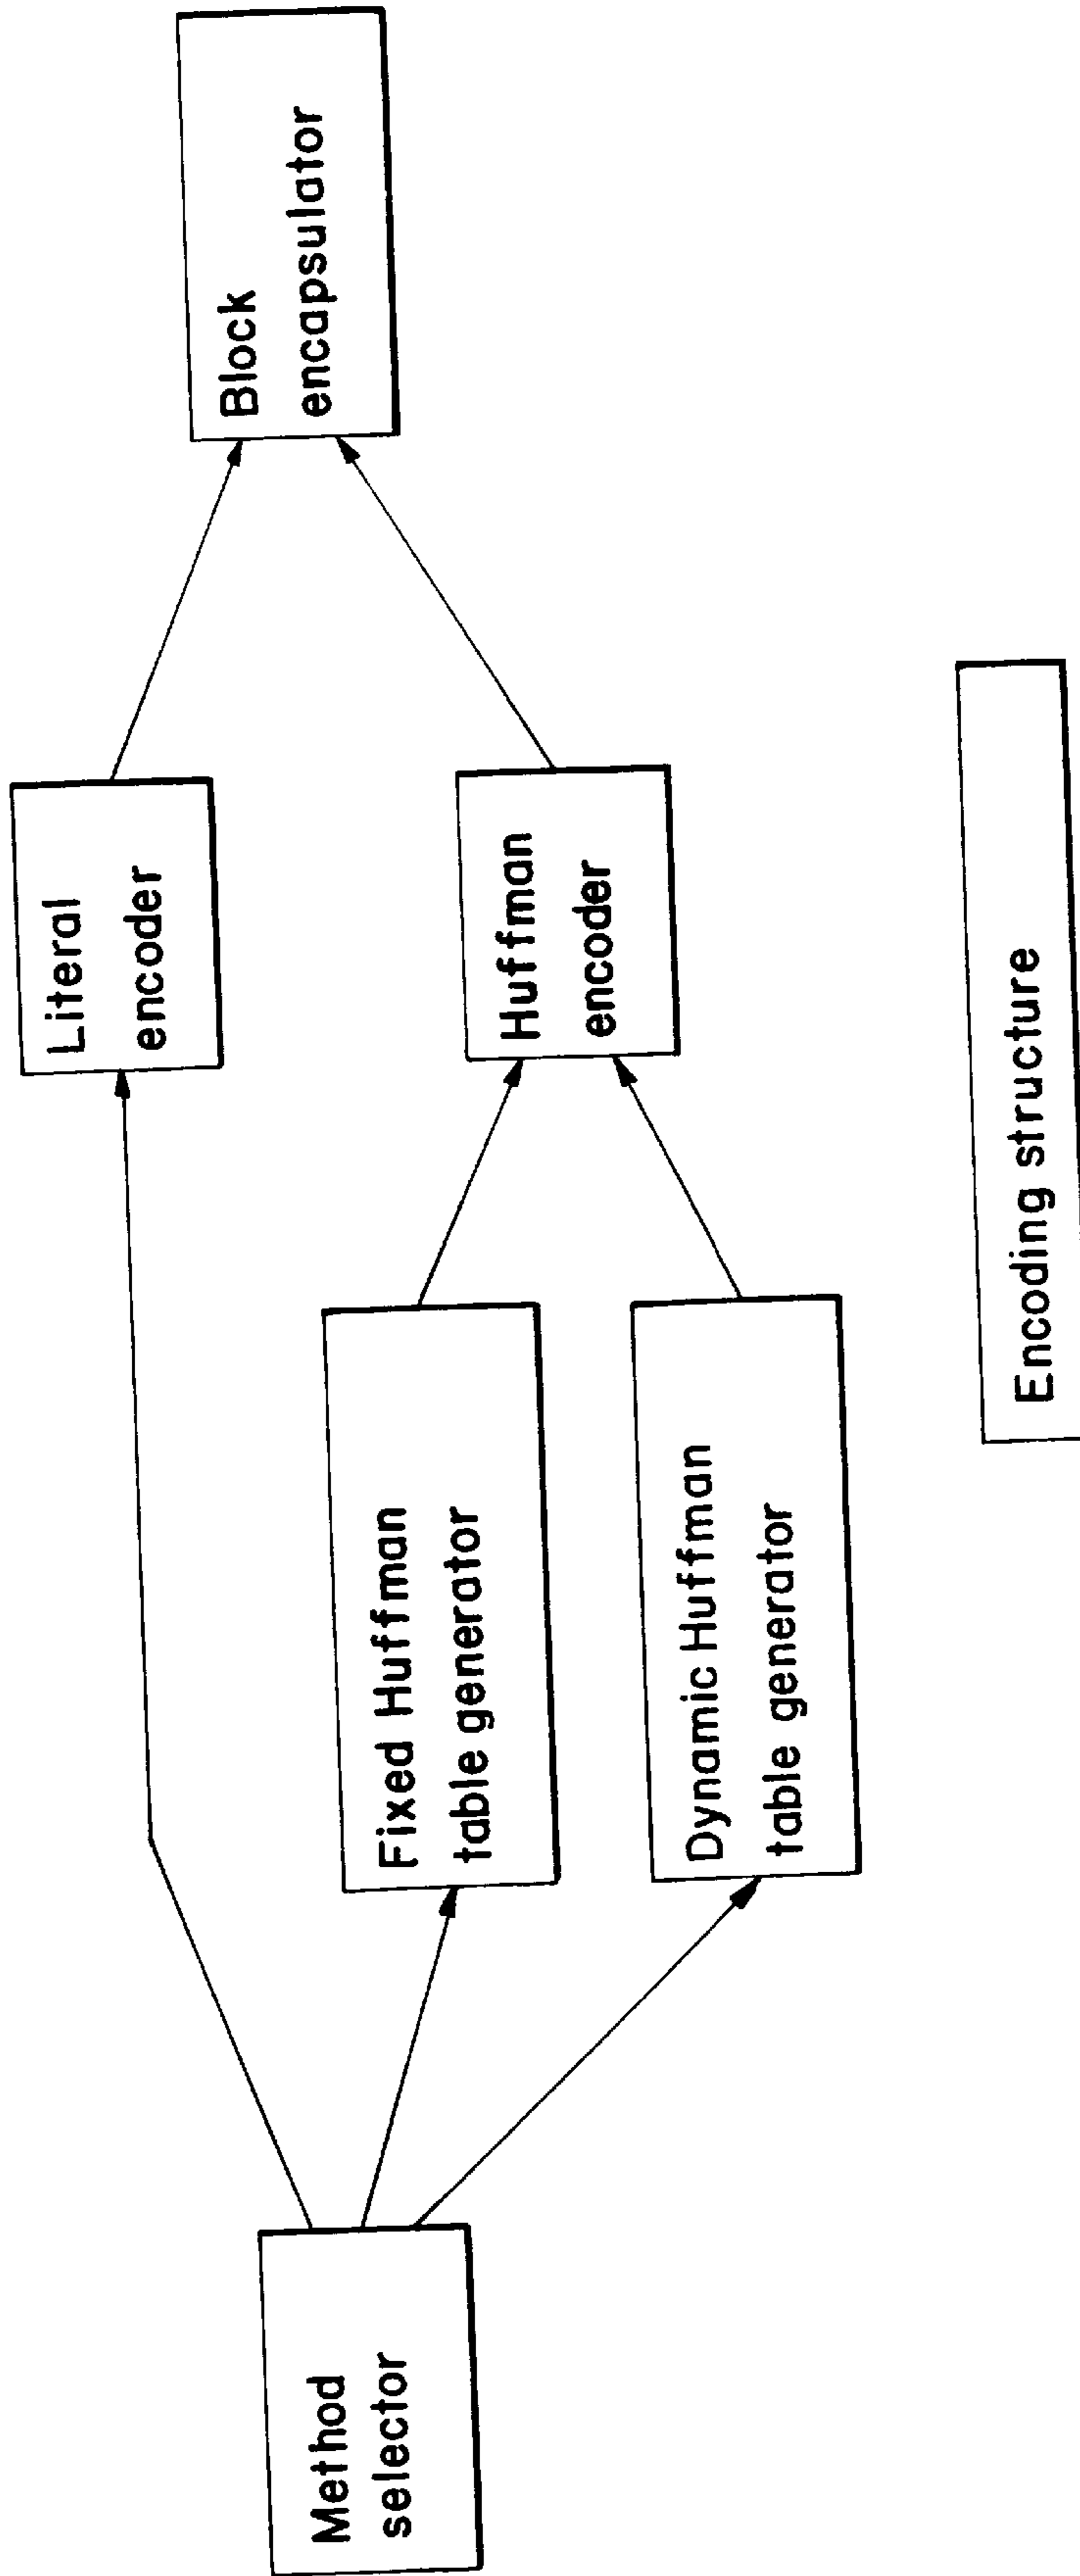 Method
selector
Literal
encoder
Fixed Huffman
table generator
Dynamic Huffman
table generator
Huffman
encoder
Block
encapsulator
Encoding structure